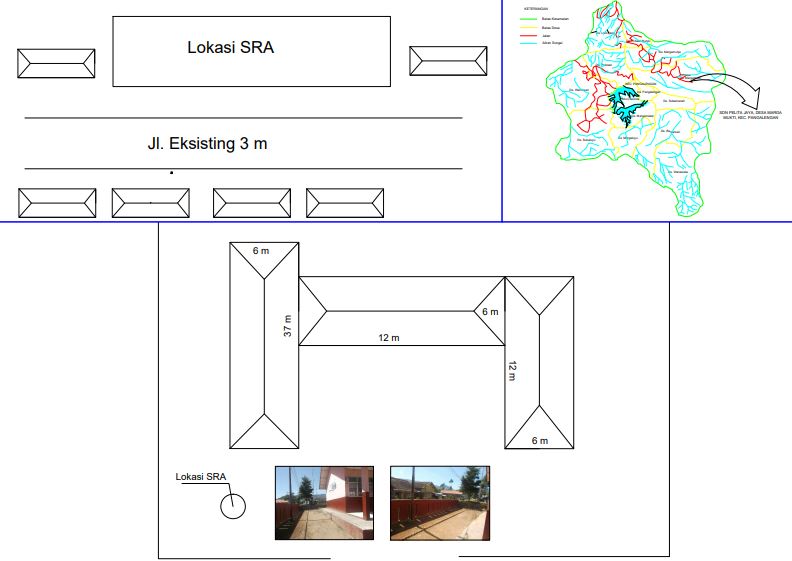 Lokasi SRA
Jl. Eksisting 3 m
KETERANGAN
Batas Kecamatan
Batas Desa
Jalan
Aliran Sungai
SDN PELITA JAYA, DESA MARGA
MUKTI, KEC. PANGALENGAN
6 m
37 m
12 m
6 m
12 m
6 m
Lokasi SRA